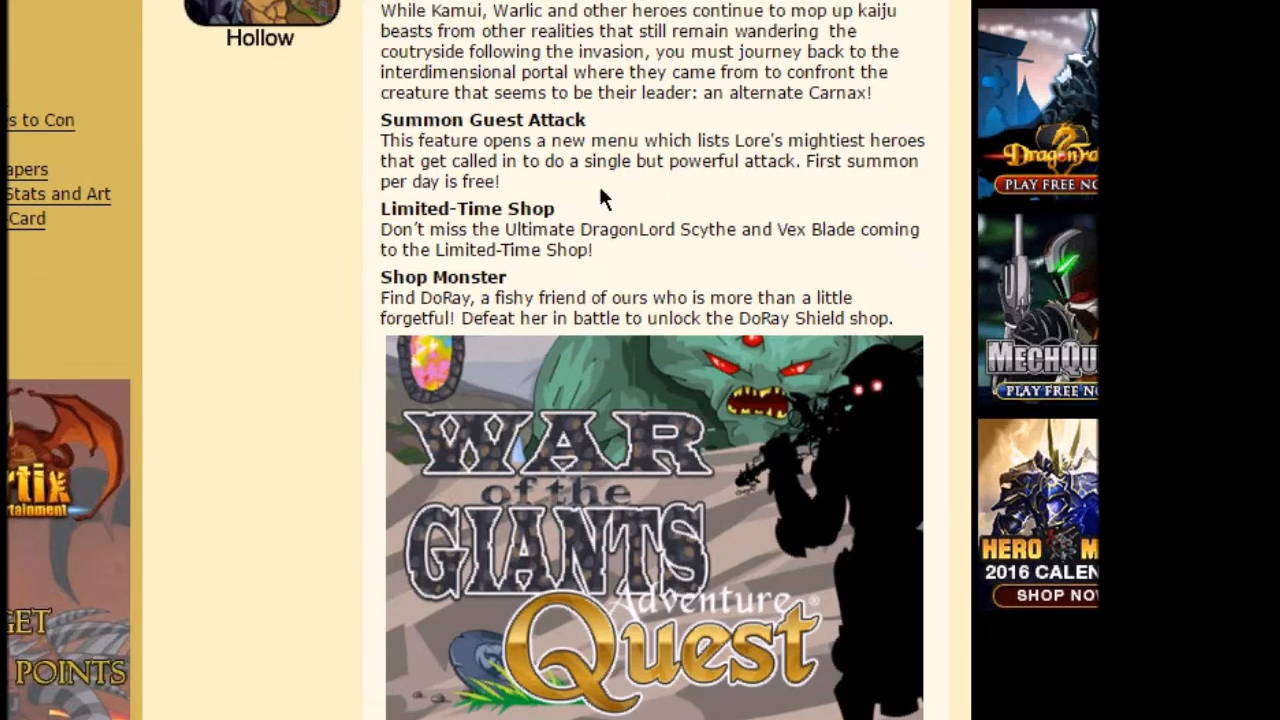 Hollow
s to Con
apers
Stats and Art
Card
rtix
rtainment
GET
POINTS
While Kamui, Warlic and other heroes continue to mop up kaiju
beasts from other realities that still remain wandering the
coutryside following the invasion, you must journey back to the
interdimensional portal where they came from to confront the
creature that seems to be their leader: an alternate Carnax!
Summon Guest Attack
This feature opens a new menu which lists Lore's mightiest heroes
that get called in to do a single but powerful attack. First summon
per day is free!
Limited-Time Shop
Don't miss the Ultimate DragonLord Scythe and Vex Blade coming
to the Limited-Time Shop!
Shop Monster
Find DoRay, a fishy friend of ours who is more than a little
forgetful! Defeat her in battle to unlock the DoRay Shield shop.
WAR
of the
GIANTS
Adventure®
Quest
DragonFa
PLAY FREE NO
MECHQU
PLAY FREE NO
HERO M
2016 CALEN
SHOP NOW